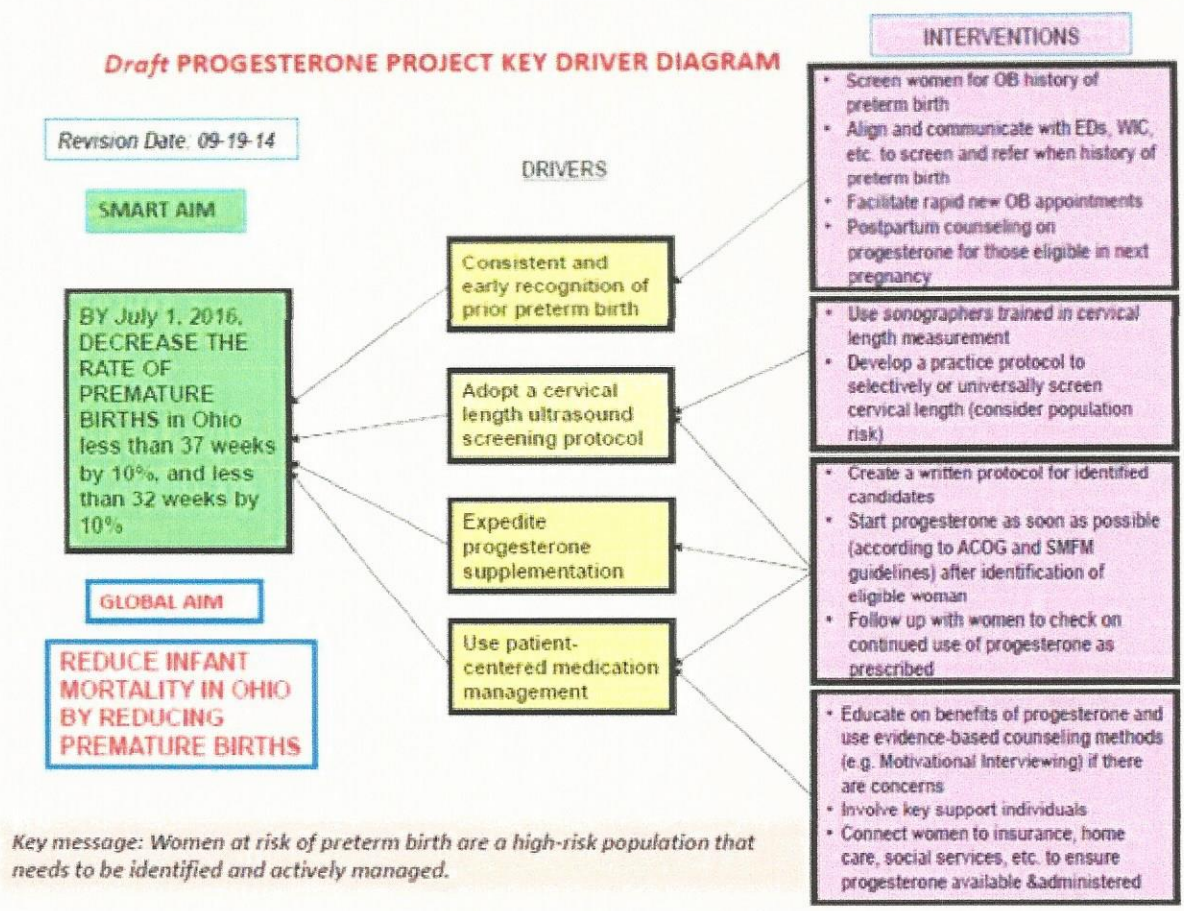 Draft PROGESTERONE PROJECT KEY DRIVER DIAGRAM
Revision Date: 09-19-14
SMART AIM
BY July 1, 2016,
DECREASE THE
RATE OF
PREMATURE
BIRTHS in Ohio
less than 37 weeks
by 10%, and less
than 32 weeks by
10%
GLOBAL AIM
REDUCE INFANT
MORTALITY IN OHIO
BY REDUCING
PREMATURE BIRTHS
DRIVERS
Consistent and
early recognition of
prior preterm birth
Adopt a cervical
length ultrasound
screening protocol
Expedite
progesterone
supplementation
Use patient-
centered medication
management
INTERVENTIONS
• Screen women for OB history of
preterm birth
• Align and communicate with EDs, WIC,
etc. to screen and refer when history of
preterm birth
• Facilitate rapid new OB appointments
• Postpartum counseling on
progesterone for those eligible in next
pregnancy
• Use sonographers trained in cervical
length measurement
• Develop a practice protocol to
selectively or universally screen
cervical length (consider population
risk)
• Create a written protocol for identified
candidates
• Start progesterone as soon as possible
(according to ACOG and SMFM
guidelines) after identification of
eligible woman
• Follow up with women to check on
continued use of progesterone as
prescribed
• Educate on benefits of progesterone and
use evidence-based counseling methods
(e.g. Motivational Interviewing) if there
are concerns
• Involve key support individuals
• Connect women to insurance, home
care, social services, etc. to ensure
progesterone available &administered
Key message: Women at risk of preterm birth are a high-risk population that
needs to be identified and actively managed.